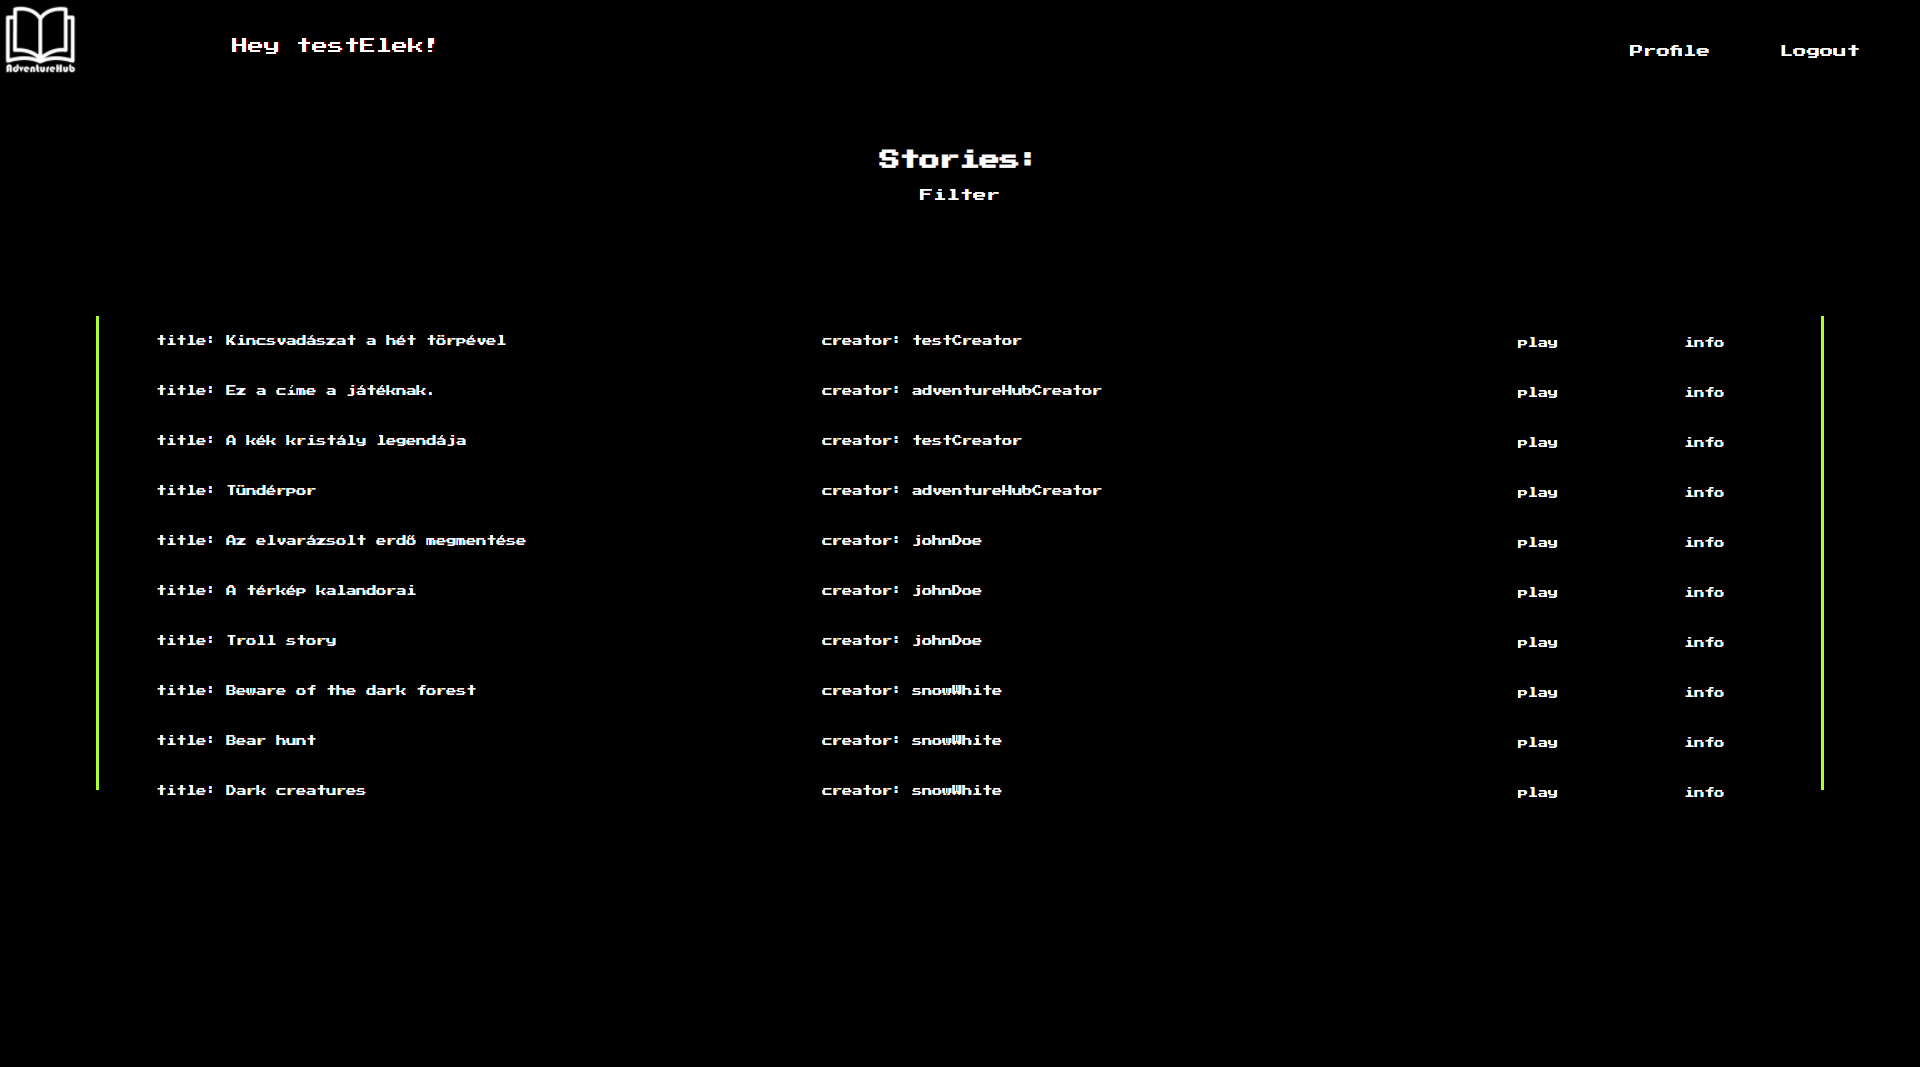 AdventureHub
Hey testElek!
Profile
Logout
Stories:
Filter
title: Kincsvadászat a hét törpével creator: testCreator play info
title: Ez a címe a játéknak. creator: adventureHubCreator play info
title: A kék kristály legendája creator: testCreator play info
title: Tündérpor creator: adventureHubCreator play info
title: Az elvarázsolt erdő megmentése creator: johnDoe play info
title: A térkép kalandorai creator: johnDoe play info
title: Troll story creator: johnDoe play info
title: Beware of the dark forest creator: snowWhite play info
title: Bear hunt creator: snowWhite play info
title: Dark creatures creator: snowWhite play info